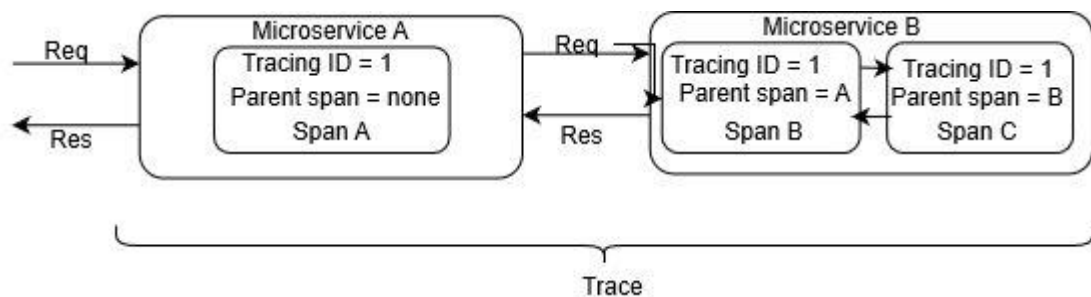 Microservice A
Req
Tracing ID = 1
Parent span = none
Span A
Res
Req
Res
Microservice B
Tracing ID = 1
Parent span = A
Span B
Tracing ID = 1
Parent span = B
Span C
Trace